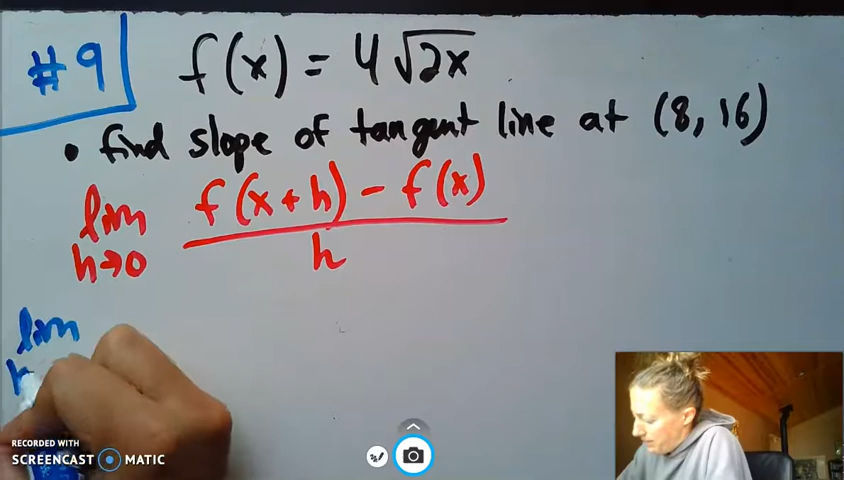 #9
f(x) = 4√2x
• find slope of tangent line at (8, 16)
lim h→0 f(x+h) - f(x) / h
lim
h
RECORDED WITH
SCREENCAST O MATIC